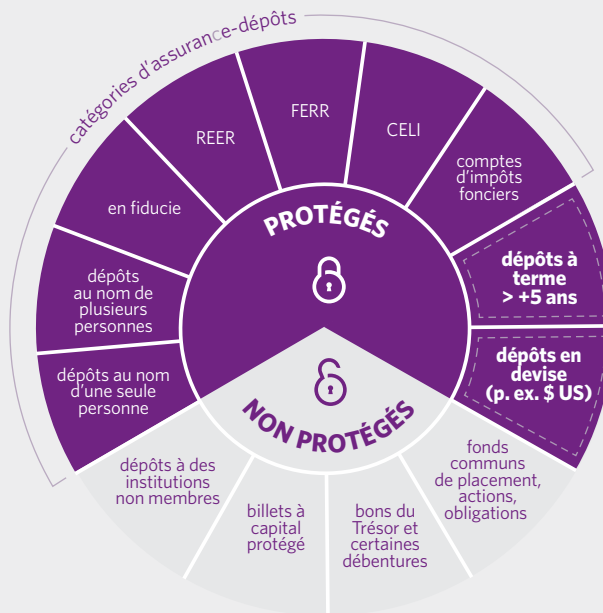 catégories d'assurance-dépôts
dépôts au nom
d'une seule
personne
dépôts
au nom de
plusieurs
personnes
en fiducie
REER
FERR
CELI
comptes
d'impôts
fonciers
dépôts à
terme
> +5 ans
dépôts en
devise
(p. ex. $ US)
PROTÉGÉS
NON PROTÉGÉS
dépôts à des
institutions
non membres
billets à
capital
protégé
bons du
Trésor et
certaines
débentures
fonds
communs
de placement,
actions,
obligations